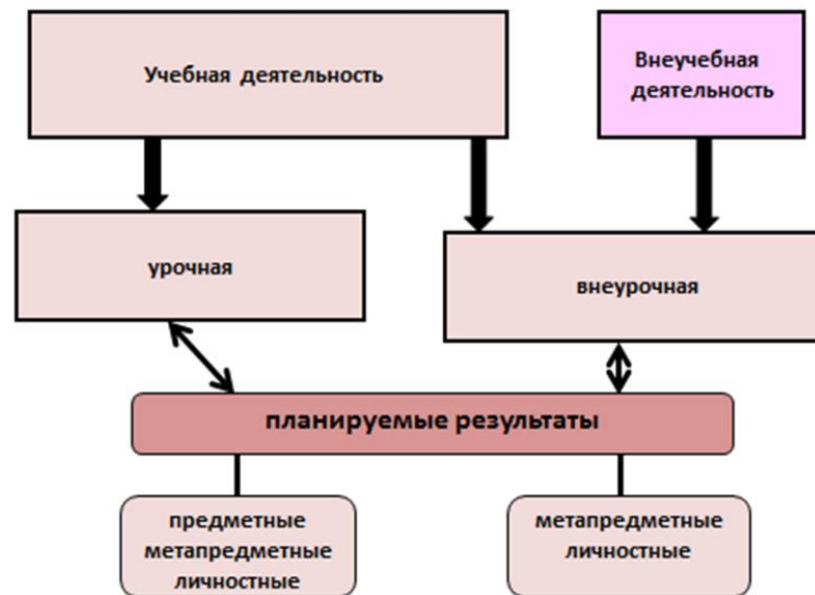 Учебная деятельность
Внеучебная
деятельность
урочная
внеурочная
планируемые результаты
предметные
метапредметные
личностные
метапредметные
личностные